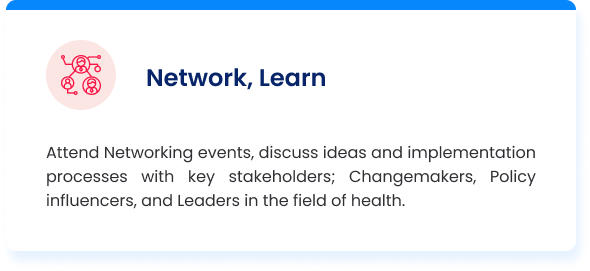 Network, Learn
Attend Networking events, discuss ideas and implementation
processes with key stakeholders; Changemakers, Policy
influencers, and Leaders in the field of health.